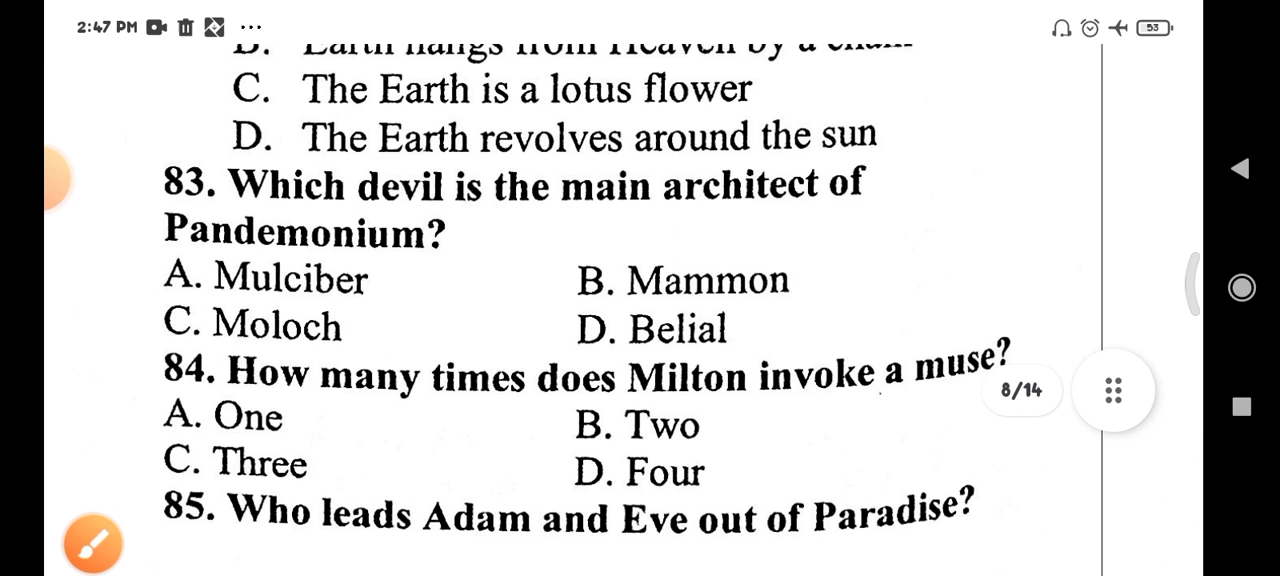 2:47 PM ... 53
C. The Earth is a lotus flower
D. The Earth revolves around the sun
83. Which devil is the main architect of
Pandemonium?
A. Mulciber B. Mammon
C. Moloch D. Belial
84. How many times does Milton invoke a muse?
8/14
A. One B. Two
C. Three D. Four
85. Who leads Adam and Eve out of Paradise?